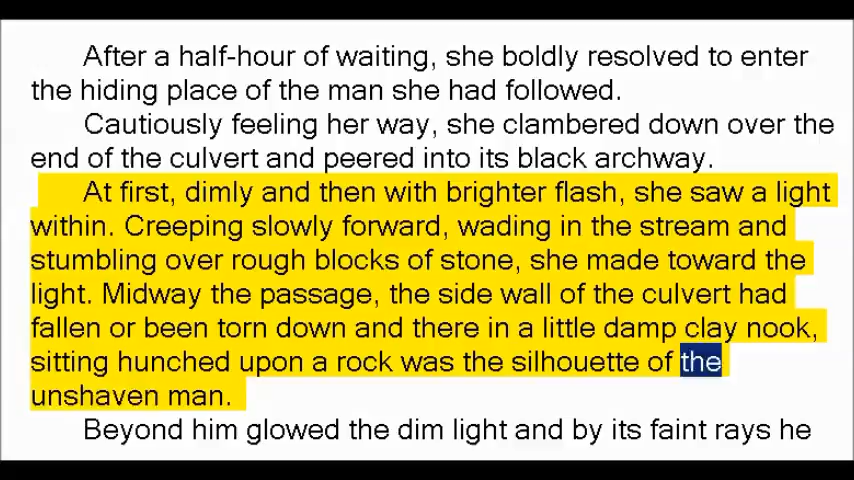 After a half-hour of waiting, she boldly resolved to enter
the hiding place of the man she had followed.
Cautiously feeling her way, she clambered down over the
end of the culvert and peered into its black archway.
At first, dimly and then with brighter flash, she saw a light
within. Creeping slowly forward, wading in the stream and
stumbling over rough blocks of stone, she made toward the
light. Midway the passage, the side wall of the culvert had
fallen or been torn down and there in a little damp clay nook,
sitting hunched upon a rock was the silhouette of the
unshaven man.
Beyond him glowed the dim light and by its faint rays he